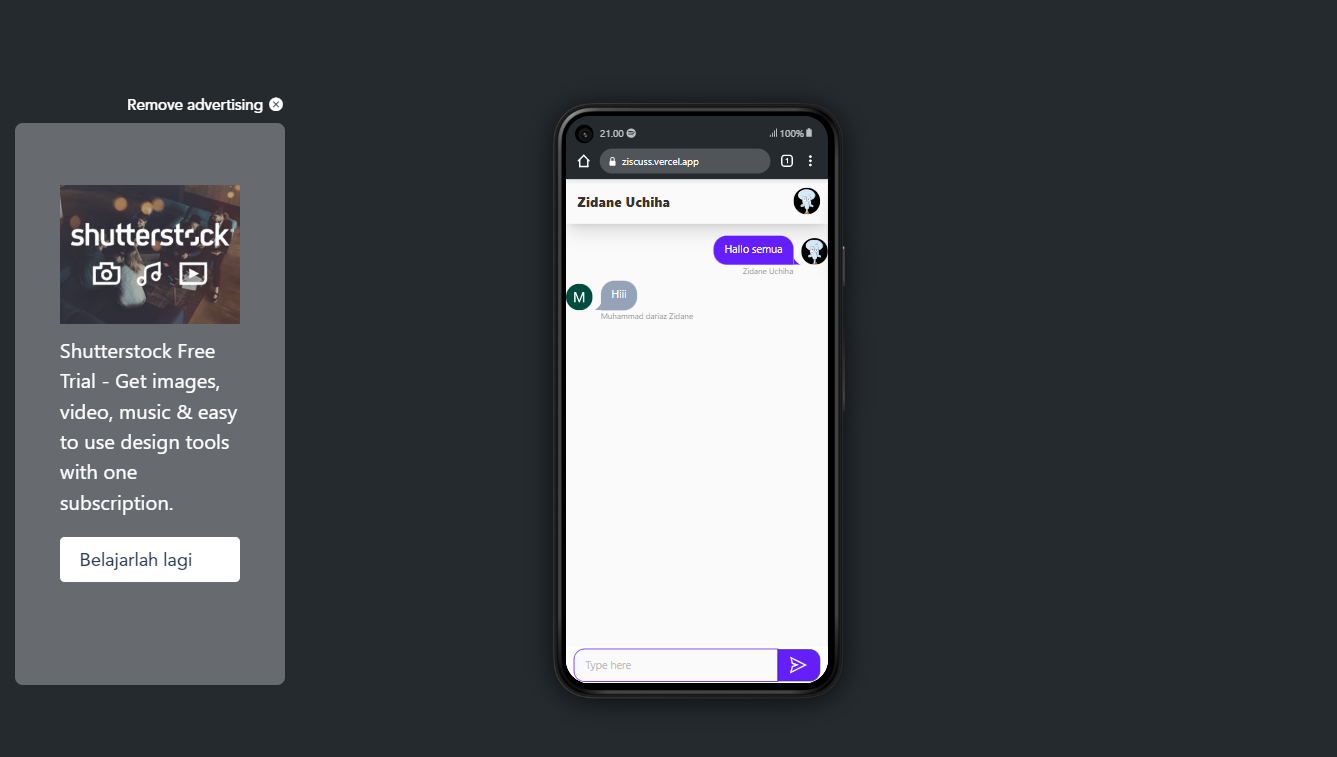 Remove advertising
shutterstock
Shutterstock Free
Trial - Get images,
video, music & easy
to use design tools
with one
subscription.
Belajarlah lagi
21.00
100%
ziscuss.vercel.app
1
Zidane Uchiha
Hallo semua
Zidane Uchiha
M
Hiii
Muhammad dariaz Zidane
Type here